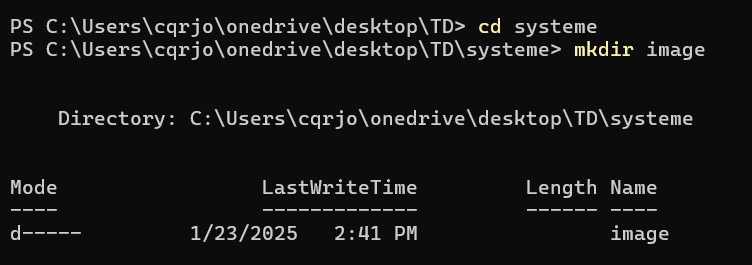 PS C:\Users\cqrjo\onedrive\desktop\TD> cd systeme
PS C:\Users\cqrjo\onedrive\desktop\TD\systeme> mkdir image
Directory: C:\Users\cqrjo\onedrive\desktop\TD\systeme
Mode                 LastWriteTime         Length Name
----                 -------------         ------ ----
d-----         1/23/2025   2:41 PM                image